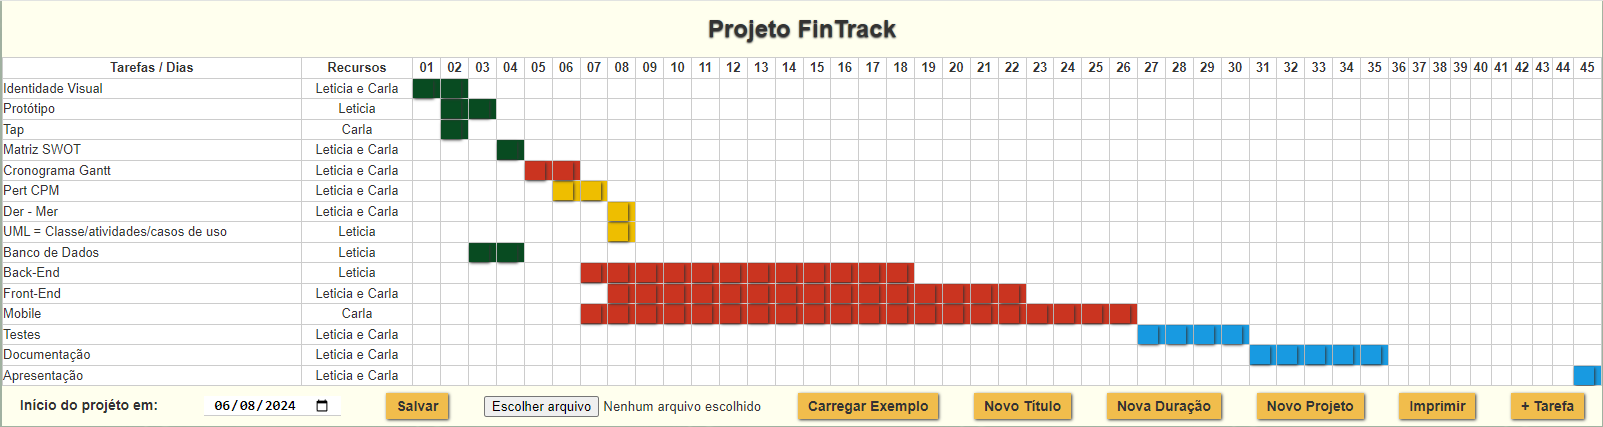 Projeto FinTrack
Tarefas / Dias Recursos 01 02 03 04 05 06 07 08 09 10 11 12 13 14 15 16 17 18 19 20 21 22 23 24 25 26 27 28 29 30 31 32 33 34 35 36 37 38 39 40 41 42 43 44 45
Identidade Visual Leticia e Carla
Protótipo Leticia
Tap Carla
Matriz SWOT Leticia e Carla
Cronograma Gantt Leticia e Carla
Pert CPM Leticia e Carla
Der - Mer Leticia e Carla
UML = Classe/atividades/casos de uso Leticia
Banco de Dados Leticia
Back-End Leticia
Front-End Leticia e Carla
Mobile Carla
Testes Leticia e Carla
Documentação Leticia e Carla
Apresentação Leticia e Carla
Início do projéto em: 06/08/2024 Salvar Escolher arquivo Nenhum arquivo escolhido Carregar Exemplo Novo Título Nova Duração Novo Projeto Imprimir + Tarefa